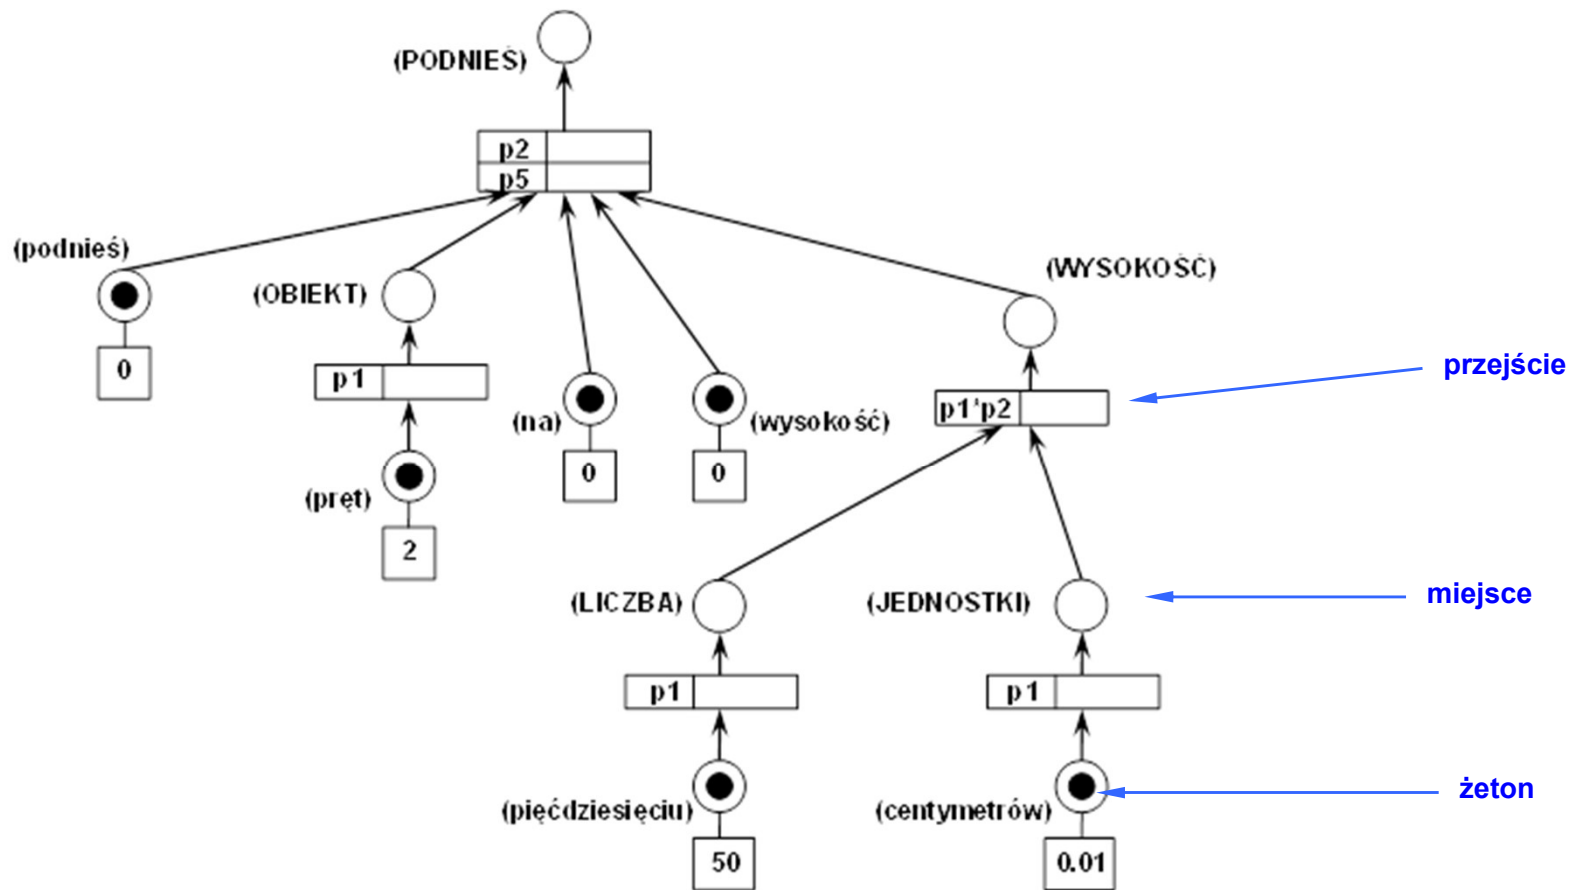 (PODNIEŚ)
p2
p5
(podnieś)
0
(OBIEKT)
p1
(pręt)
2
(na)
0
(wysokość)
0
(WYSOKOŚĆ)
p1*p2
przejście
(LICZBA)
(JEDNOSTKI)
miejsce
p1
p1
(pięćdziesięciu)
50
(centymetrów)
0.01
żeton